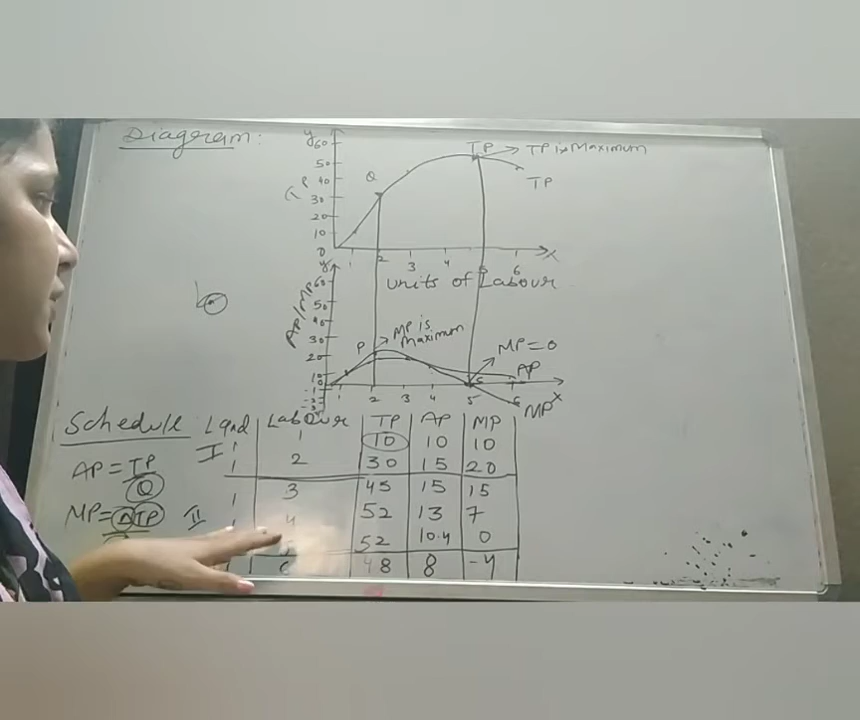 Diagram:
y
60
50
40
30
20
10
0
TP
Q
TP → TP is Maximum
TP
1 2 3 4 5 6 X
Units of Labour
y
AP/MP
60
50
40
30
20
10
0
-1
-2
-3
P
MP is
Maximum
MP=0
AP
MP
1 2 3 4 5 6 X
Schedule Land Labour TP AP MP
1 1 10 10 10
I
1 2 30 15 20
AP = TP
Q
1 3 45 15 15
MP = ΔTP
II
4 52 13 7
52 10.4 0
6 48 8 -4